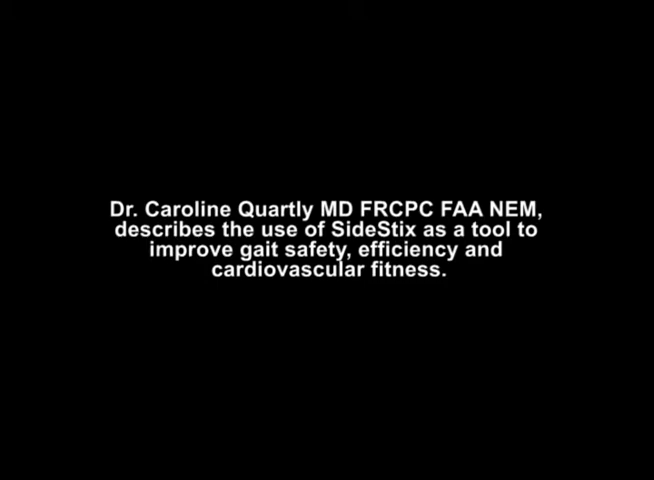 Dr. Caroline Quartly MD FRCPC FAA NEM,
describes the use of SideStix as a tool to
improve gait safety, efficiency and
cardiovascular fitness.